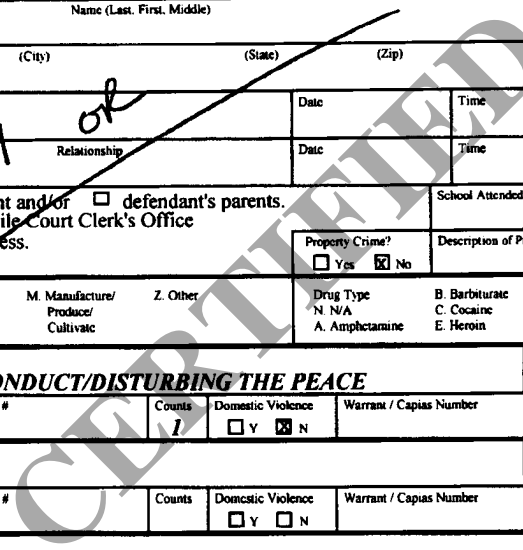 Name (Last, First, Middle)
(City) (State) (Zip)
OR
Date Time
Relationship Date Time
nt and/or ☐ defendant's parents.
ile Court Clerk's Office
ess.
School Attended
Property Crime? Description of P
☐ Yes ☒ No
M. Manufacture/ Z. Other Drug Type B. Barbiturate
Produce/ N. N/A C. Cocaine
Cultivate A. Amphetamine E. Heroin
ONDUCT/DISTURBING THE PEACE
# Counts Domestic Violence Warrant / Capias Number
1 ☐ Y ☒ N
# Counts Domestic Violence Warrant / Capias Number
☐ Y ☐ N
CERTIFIED